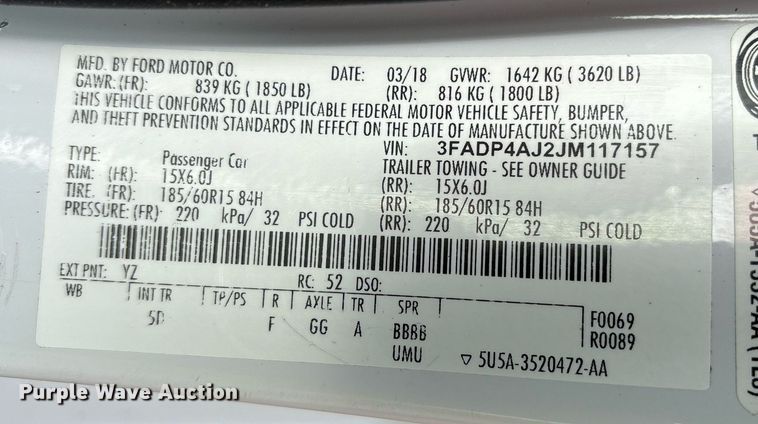 MFD. BY FORD MOTOR CO. DATE: 03/18 GVWR: 1642 KG ( 3620 LB)
GAWR: (FR): 839 KG ( 1850 LB) (RR): 816 KG ( 1800 LB)
THIS VEHICLE CONFORMS TO ALL APPLICABLE FEDERAL MOTOR VEHICLE SAFETY, BUMPER,
AND THEFT PREVENTION STANDARDS IN EFFECT ON THE DATE OF MANUFACTURE SHOWN ABOVE.
VIN: 3FADP4AJ2JM117157
TYPE: Passenger Car TRAILER TOWING - SEE OWNER GUIDE
RIM: (FR): 15X6.0J (RR): 15X6.0J
TIRE: (FR): 185/60R15 84H (RR): 185/60R15 84H
PRESSURE: (FR) 220 kPa/ 32 PSI COLD (RR): 220 kPa/ 32 PSI COLD
EXT PNT: YZ RC: 52 DSO:
WB INT TR TP/PS R AXLE TR SPR
F GG A BBBB F0069
UMU R0089
▽ 5U5A-3520472-AA
Purple Wave Auction